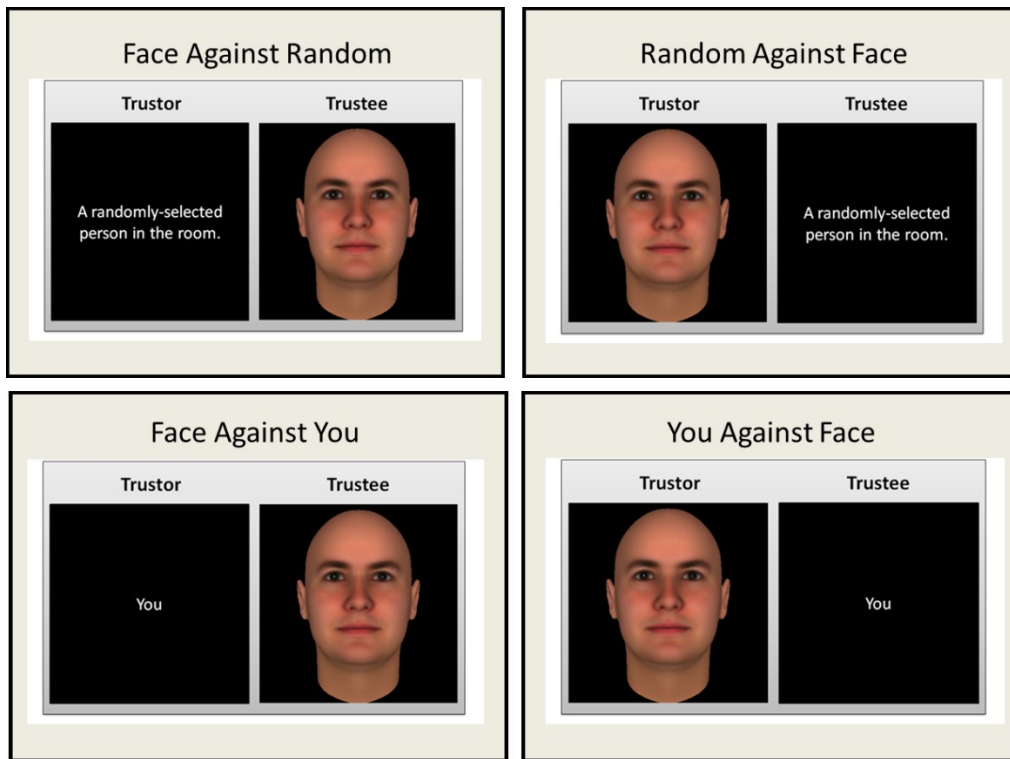 Face Against Random
Trustor Trustee
A randomly-selected
person in the room.
Random Against Face
Trustor Trustee
A randomly-selected
person in the room.
Face Against You
Trustor Trustee
You
You Against Face
Trustor Trustee
You